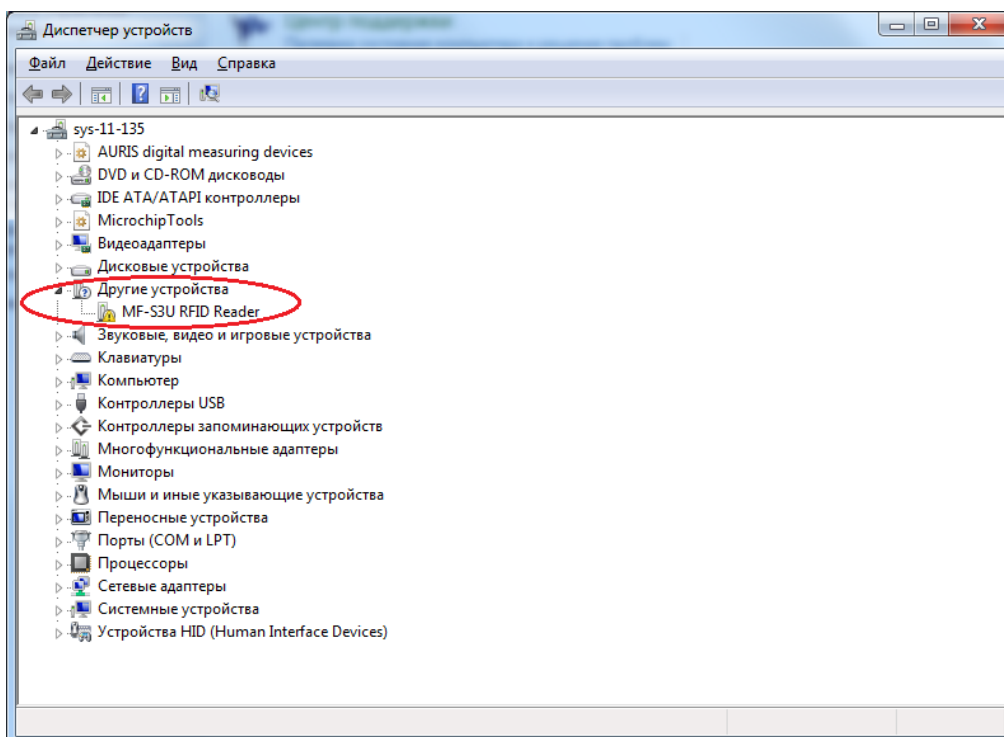 Центр поддержки
Диспетчер устройств
Файл Действие Вид Справка
sys-11-135
AURIS digital measuring devices
DVD и CD-ROM дисководы
IDE ATA/ATAPI контроллеры
MicrochipTools
Видеоадаптеры
Дисковые устройства
Другие устройства
MF-S3U RFID Reader
Звуковые, видео и игровые устройства
Клавиатуры
Компьютер
Контроллеры USB
Контроллеры запоминающих устройств
Многофункциональные адаптеры
Мониторы
Мыши и иные указывающие устройства
Переносные устройства
Порты (COM и LPT)
Процессоры
Сетевые адаптеры
Системные устройства
Устройства HID (Human Interface Devices)